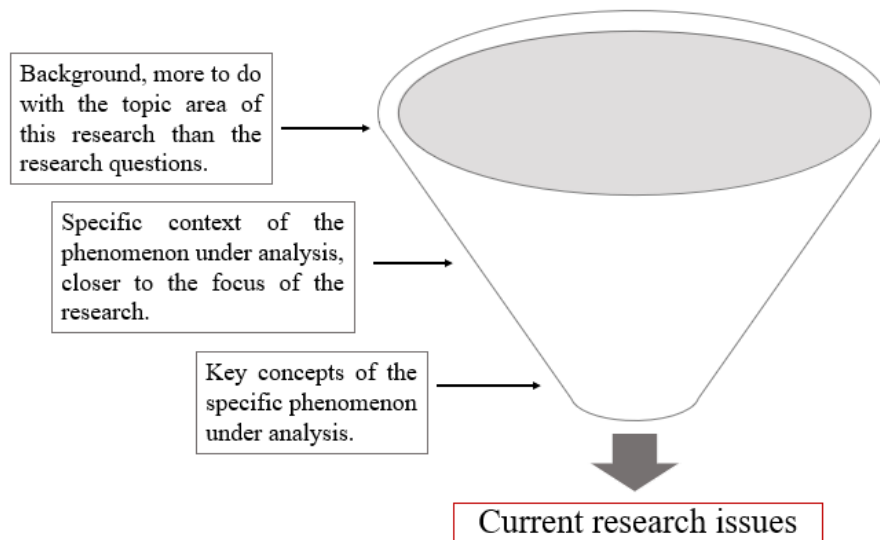 Background, more to do
with the topic area of
this research than the
research questions.
Specific context of the
phenomenon under analysis,
closer to the focus of the
research.
Key concepts of the
specific phenomenon
under analysis.
Current research issues